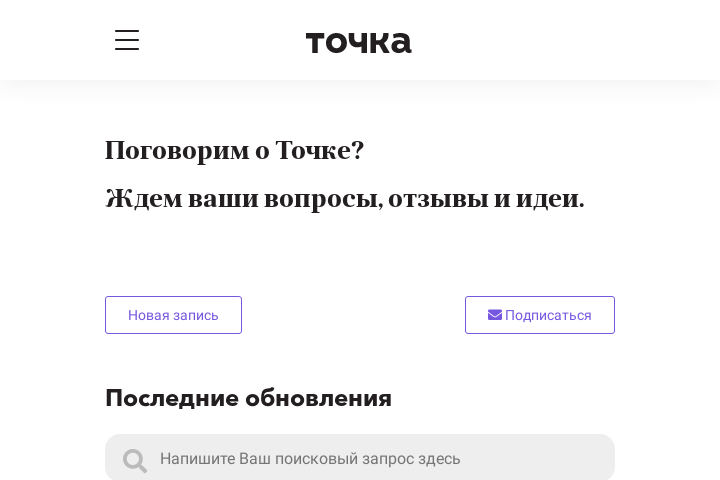 точка
Поговорим о Точке?
Ждем ваши вопросы, отзывы и идеи.
Новая запись
Подписаться
Последние обновления
Напишите Ваш поисковый запрос здесь